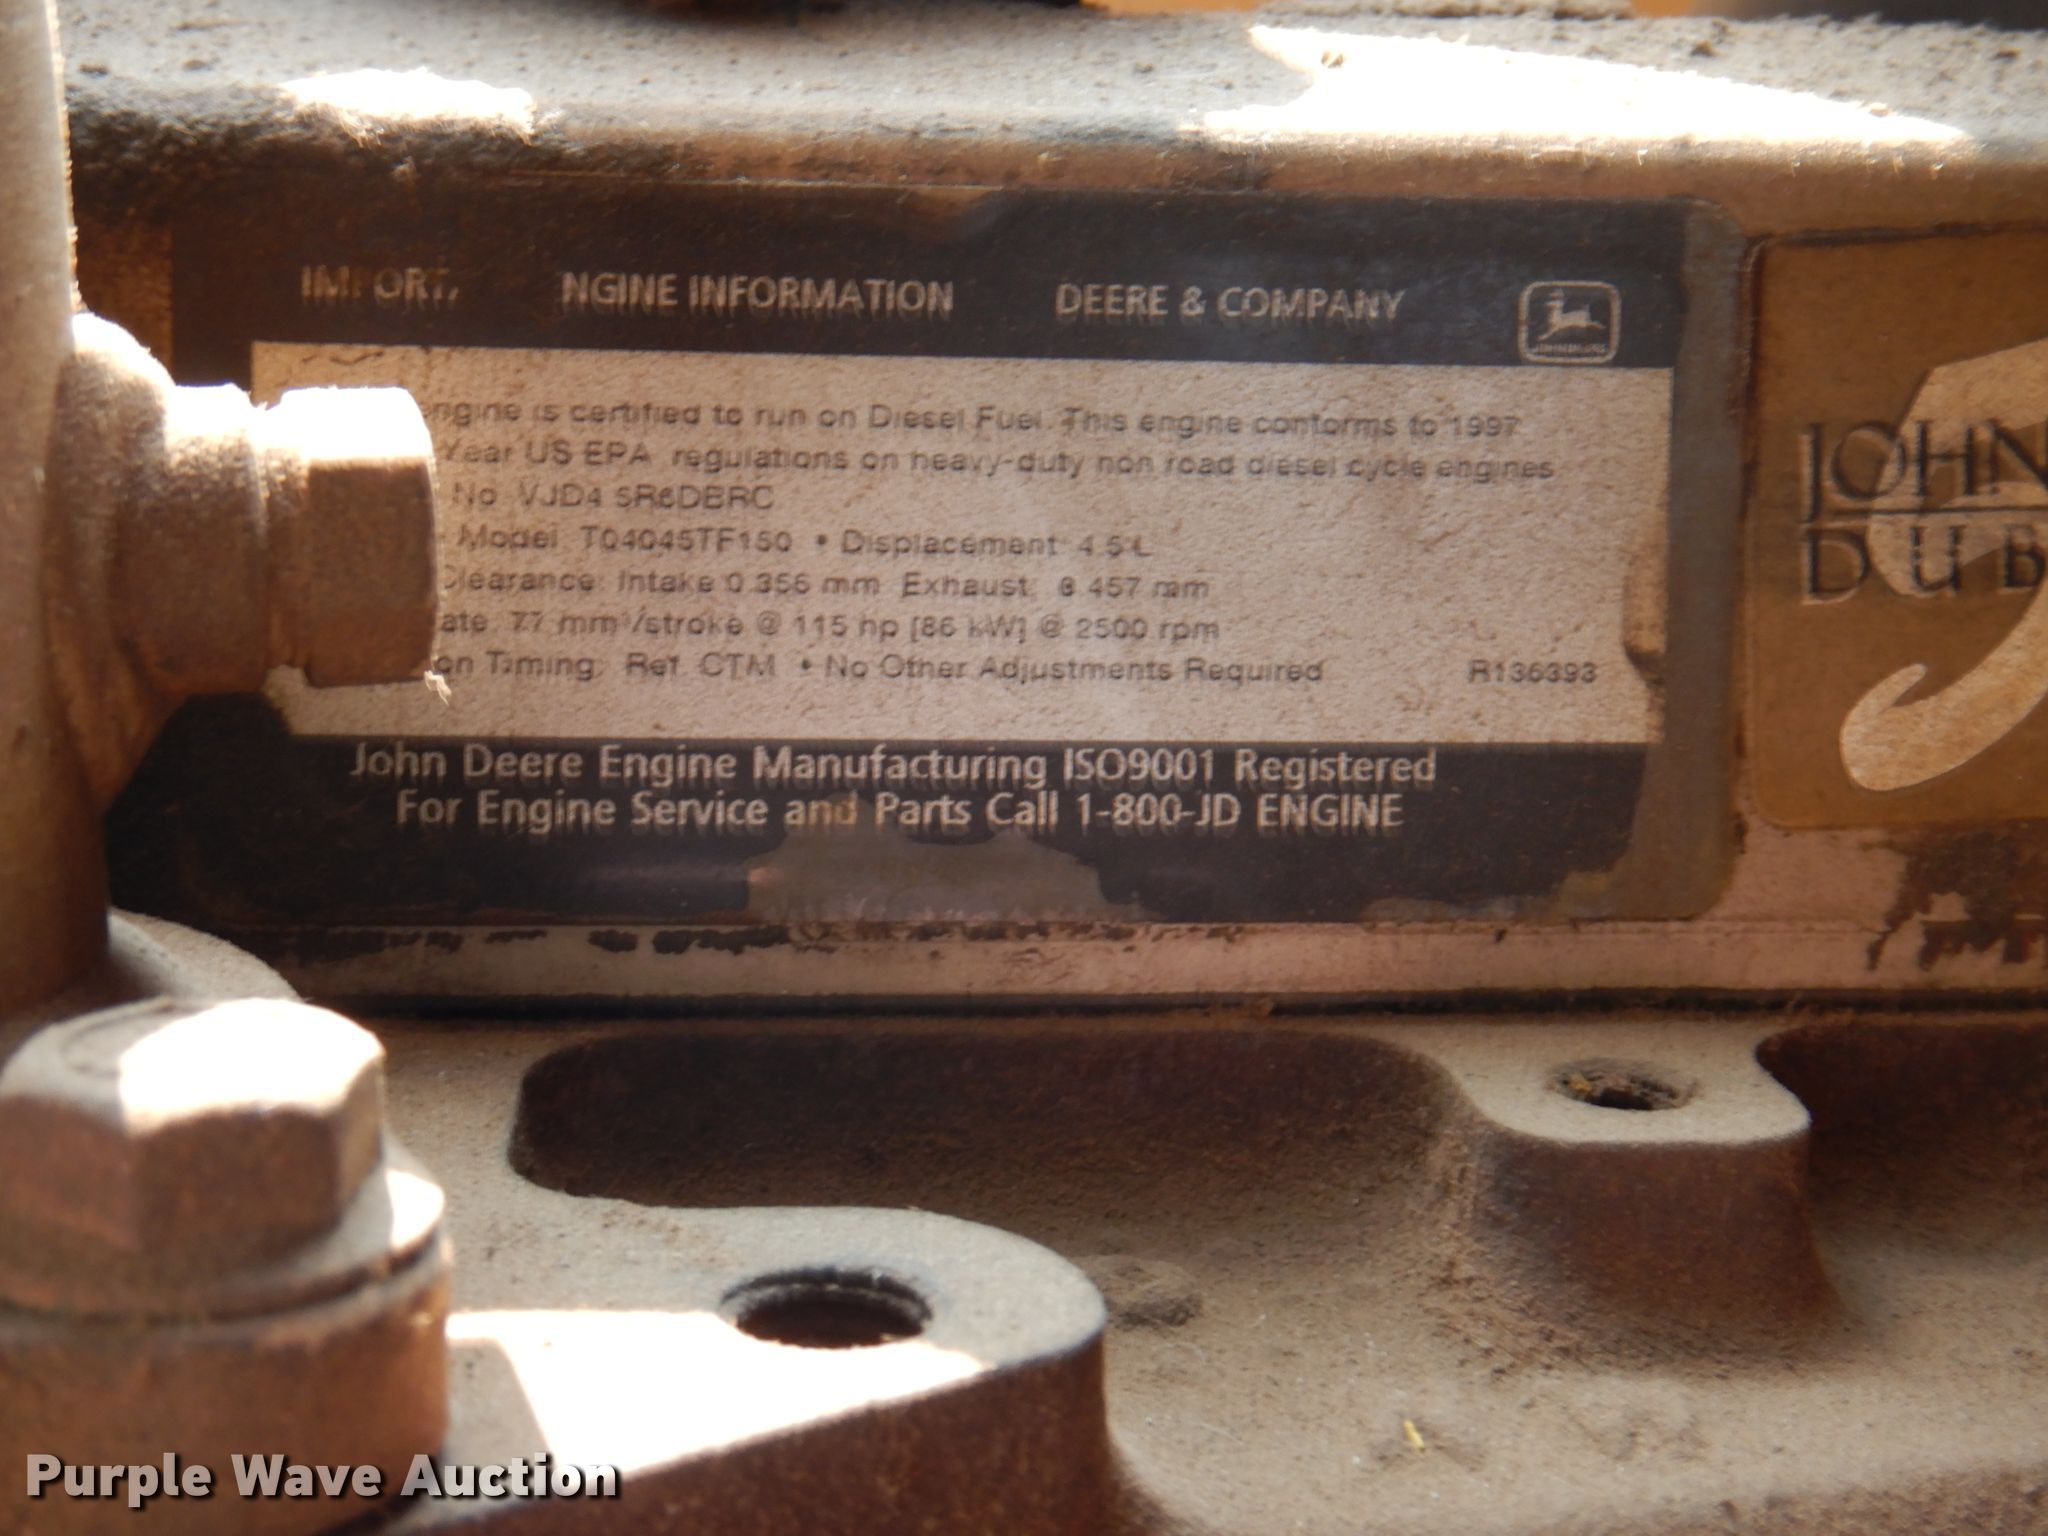 IMPORT. NGINE INFORMATION DEERE & COMPANY
ngine is certified to run on Diesel Fuel. This engine conforms to 1997
Year US EPA regulations on heavy-duty non road diesel cycle engines
No VJD4.5R6DBRC
Model T04045TF150 • Displacement: 4.5 L
Clearance: Intake 0.356 mm Exhaust: 0.457 mm
ate: 77 mm³/stroke @ 115 hp [86 kW] @ 2500 rpm
on Timing: Ref. CTM • No Other Adjustments Required R136393
John Deere Engine Manufacturing ISO9001 Registered
For Engine Service and Parts Call 1-800-JD ENGINE
JOHN
DUB
Purple Wave Auction